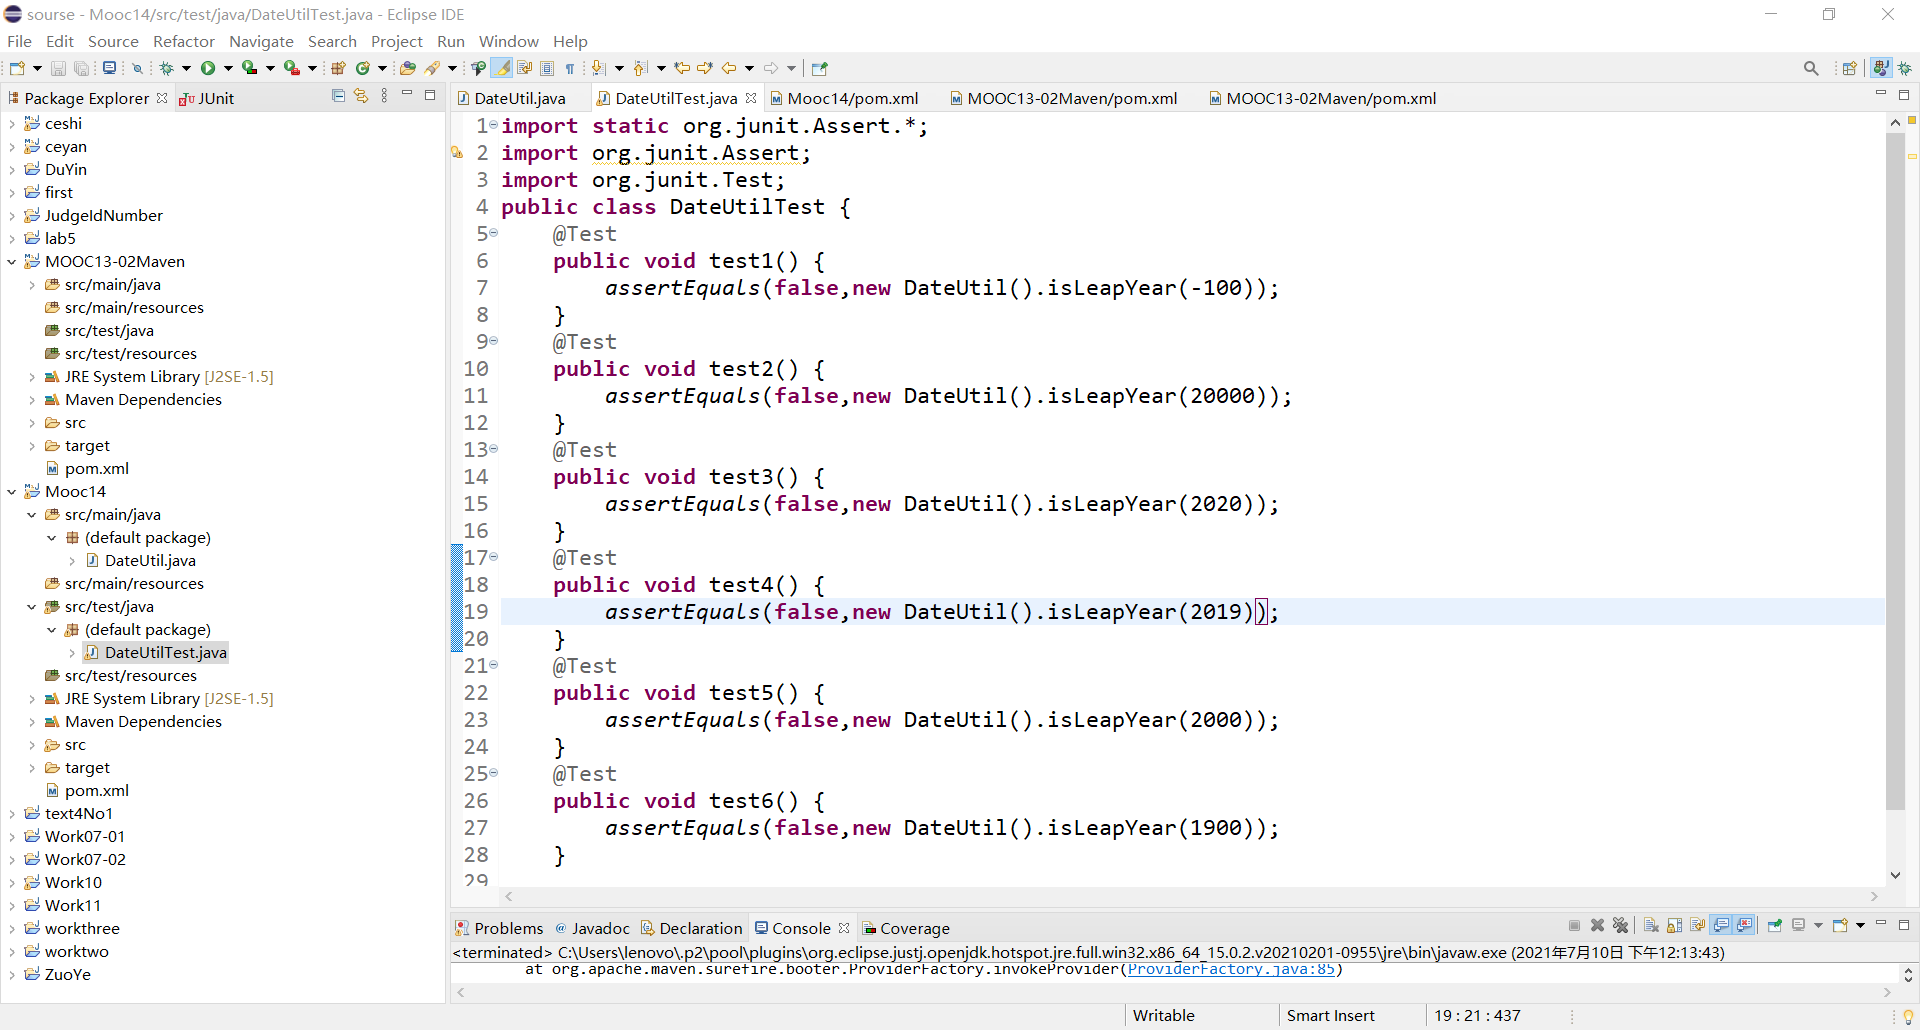 sourse - Mooc14/src/test/java/DateUtilTest.java - Eclipse IDE
File Edit Source Refactor Navigate Search Project Run Window Help
Package Explorer JUnit
ceshi
ceyan
DuYin
first
JudgeIdNumber
lab5
MOOC13-02Maven
src/main/java
src/main/resources
src/test/java
src/test/resources
JRE System Library [J2SE-1.5]
Maven Dependencies
src
target
pom.xml
Mooc14
src/main/java
(default package)
DateUtil.java
src/main/resources
src/test/java
(default package)
DateUtilTest.java
src/test/resources
JRE System Library [J2SE-1.5]
Maven Dependencies
src
target
pom.xml
text4No1
Work07-01
Work07-02
Work10
Work11
workthree
worktwo
ZuoYe
DateUtil.java DateUtilTest.java Mooc14/pom.xml MOOC13-02Maven/pom.xml MOOC13-02Maven/pom.xml
1 import static org.junit.Assert.*;
2 import org.junit.Assert;
3 import org.junit.Test;
4 public class DateUtilTest {
5 @Test
6 public void test1() {
7 assertEquals(false,new DateUtil().isLeapYear(-100));
8 }
9 @Test
10 public void test2() {
11 assertEquals(false,new DateUtil().isLeapYear(20000));
12 }
13 @Test
14 public void test3() {
15 assertEquals(false,new DateUtil().isLeapYear(2020));
16 }
17 @Test
18 public void test4() {
19 assertEquals(false,new DateUtil().isLeapYear(2019));
20 }
21 @Test
22 public void test5() {
23 assertEquals(false,new DateUtil().isLeapYear(2000));
24 }
25 @Test
26 public void test6() {
27 assertEquals(false,new DateUtil().isLeapYear(1900));
28 }
29
Problems @ Javadoc Declaration Console Coverage
<terminated> C:\Users\lenovo\.p2\pool\plugins\org.eclipse.justj.openjdk.hotspot.jre.full.win32.x86_64_15.0.2.v20210201-0955\jre\bin\javaw.exe (2021年7月10日 下午12:13:43)
at org.apache.maven.surefire.booter.ProviderFactory.invokeProvider(ProviderFactory.java:85)
Writable Smart Insert 19 : 21 : 437